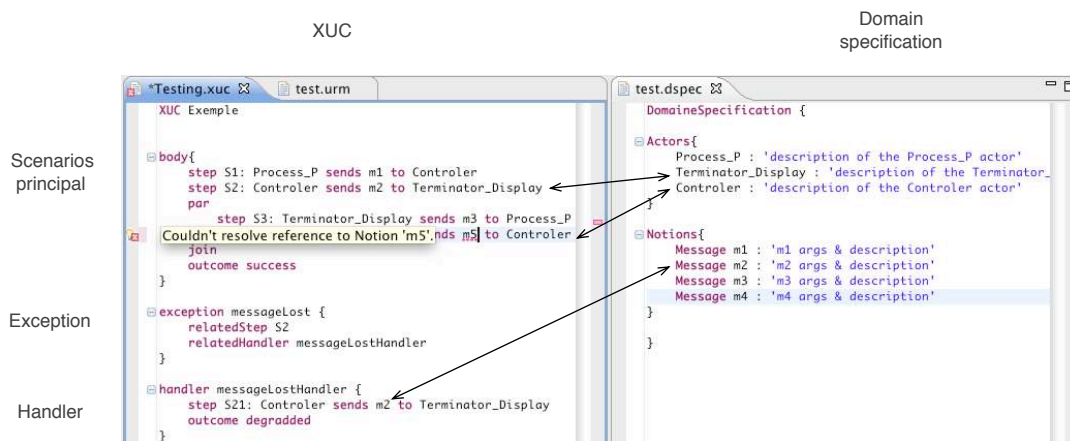 XUC
Domain
specification
*Testing.xuc
test.urm
test.dspec
Scenarios
principal
Exception
Handler
XUC Exemple
body{
step S1: Process_P sends m1 to Controler
step S2: Controler sends m2 to Terminator_Display
par
step S3: Terminator_Display sends m3 to Process_P
Couldn't resolve reference to Notion 'm5'. nds m5 to Controler
join
outcome success
}
exception messageLost {
relatedStep S2
relatedHandler messageLostHandler
}
handler messageLostHandler {
step S21: Controler sends m2 to Terminator_Display
outcome degradded
}
DomaineSpecification {
Actors{
Process_P : 'description of the Process_P actor'
Terminator_Display : 'description of the Terminator_
Controler : 'description of the Controler actor'
}
Notions{
Message m1 : 'm1 args & description'
Message m2 : 'm2 args & description'
Message m3 : 'm3 args & description'
Message m4 : 'm4 args & description'
}
}